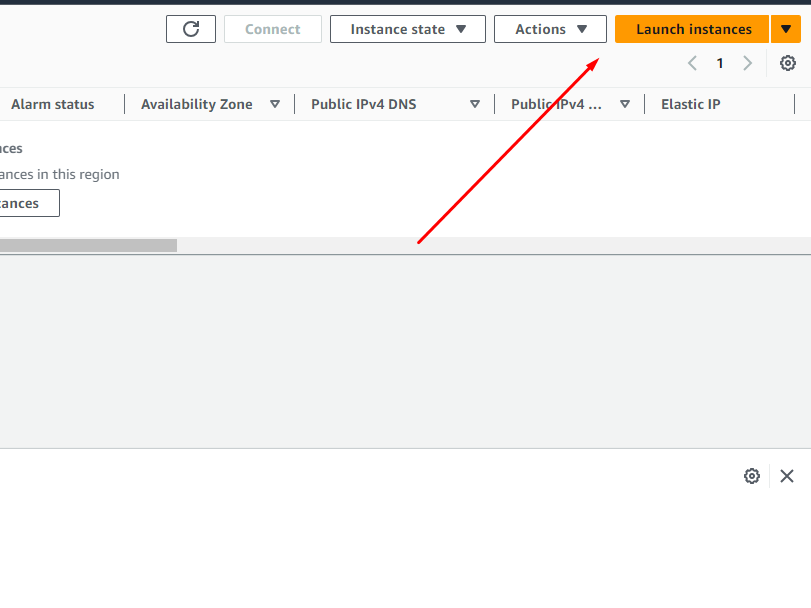 Connect Instance state Actions Launch instances
1
Alarm status Availability Zone Public IPv4 DNS Public IPv4 ... Elastic IP
nces
ances in this region
tances